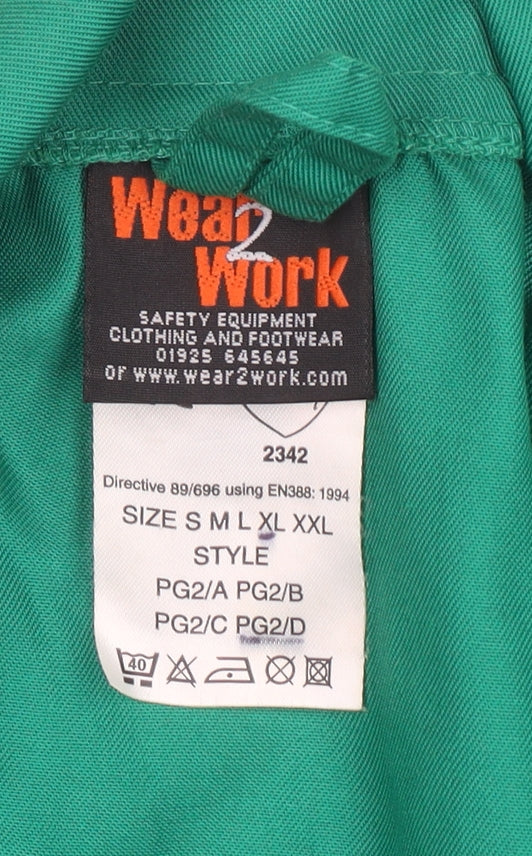 Wear
2
Work
SAFETY EQUIPMENT
CLOTHING AND FOOTWEAR
01925 645645
or www.wear2work.com
2342
Directive 89/696 using EN388: 1994
SIZE S M L XL XXL
STYLE
PG2/A PG2/B
PG2/C PG2/D
40